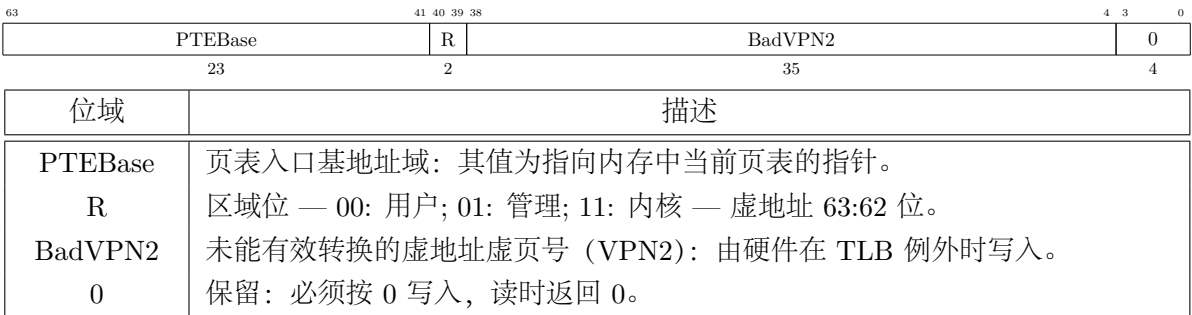 63 41 40 39 38 4 3 0
PTEBase R BadVPN2 0
23 2 35 4
位域 描述
PTEBase 页表入口基地址域：其值为指向内存中当前页表的指针。
R 区域位 — 00: 用户; 01: 管理; 11: 内核 — 虚地址 63:62 位。
BadVPN2 未能有效转换的虚地址虚页号（VPN2）：由硬件在 TLB 例外时写入。
0 保留：必须按 0 写入，读时返回 0。